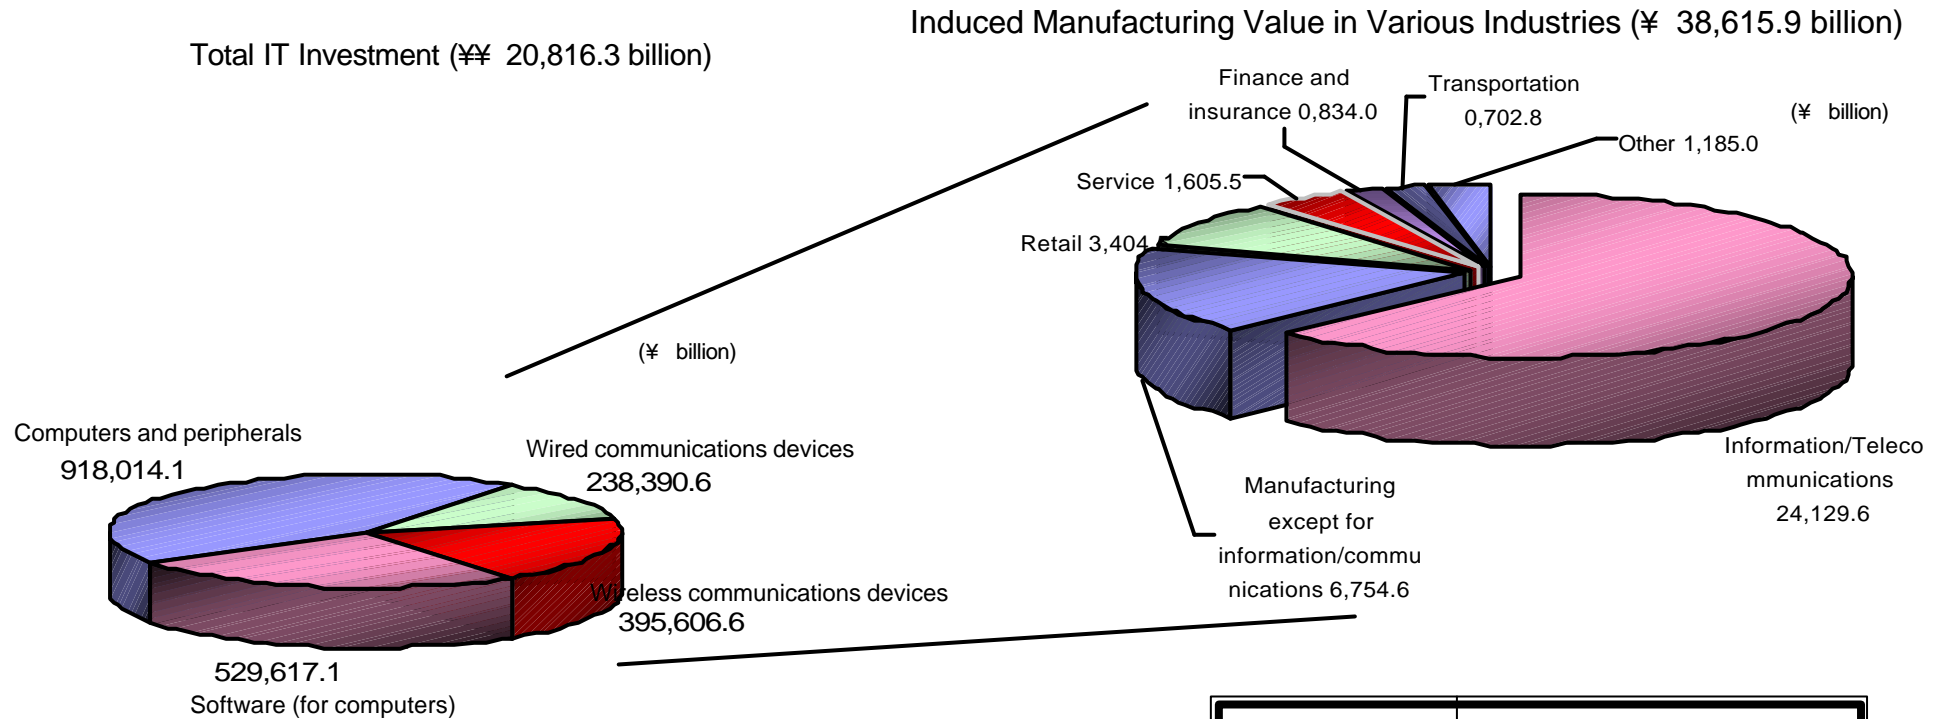 Induced Manufacturing Value in Various Industries (¥ 38,615.9 billion)
Total IT Investment (¥¥ 20,816.3 billion)
Finance and
insurance 0,834.0
Transportation
0,702.8
(¥ billion)
Other 1,185.0
Service 1,605.5
Retail 3,404
(¥ billion)
Computers and peripherals
918,014.1
Wired communications devices
238,390.6
Information/Teleco
mmunications
24,129.6
Manufacturing
except for
information/commu
nications 6,754.6
Wireless communications devices
395,606.6
529,617.1
Software (for computers)